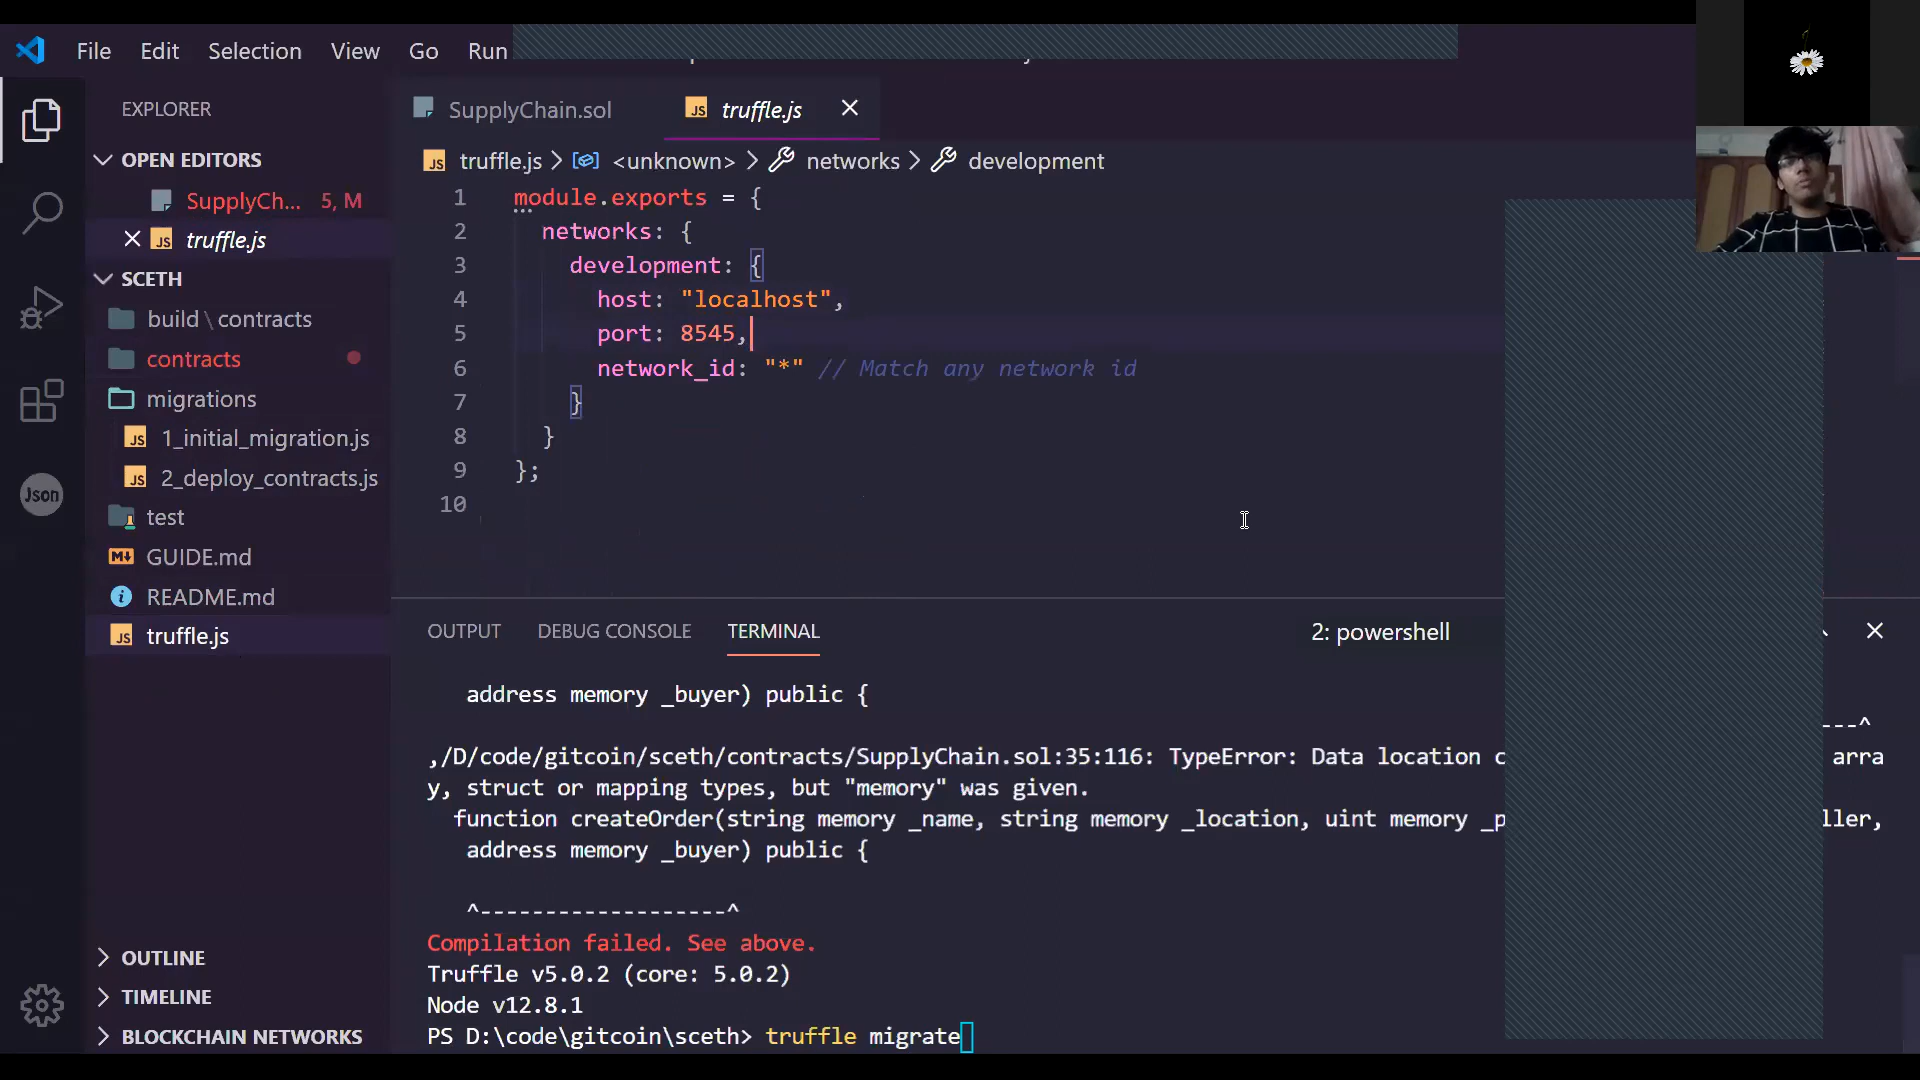 File Edit Selection View Go Run
EXPLORER
SupplyChain.sol
truffle.js
OPEN EDITORS
truffle.js > <unknown> > networks > development
SupplyCh... 5, M
truffle.js
SCETH
build \ contracts
contracts
migrations
1_initial_migration.js
2_deploy_contracts.js
test
GUIDE.md
README.md
truffle.js
Json
OUTLINE
TIMELINE
BLOCKCHAIN NETWORKS
1 module.exports = {
2 networks: {
3 development: {
4 host: "localhost",
5 port: 8545,
6 network_id: "*" // Match any network id
7 }
8 }
9 };
10
OUTPUT DEBUG CONSOLE TERMINAL 2: powershell
address memory _buyer) public {
---^
,/D/code/gitcoin/sceth/contracts/SupplyChain.sol:35:116: TypeError: Data location c arra
y, struct or mapping types, but "memory" was given.
function createOrder(string memory _name, string memory _location, uint memory _p ller,
address memory _buyer) public {
^-------------------^
Compilation failed. See above.
Truffle v5.0.2 (core: 5.0.2)
Node v12.8.1
PS D:\code\gitcoin\sceth> truffle migrate